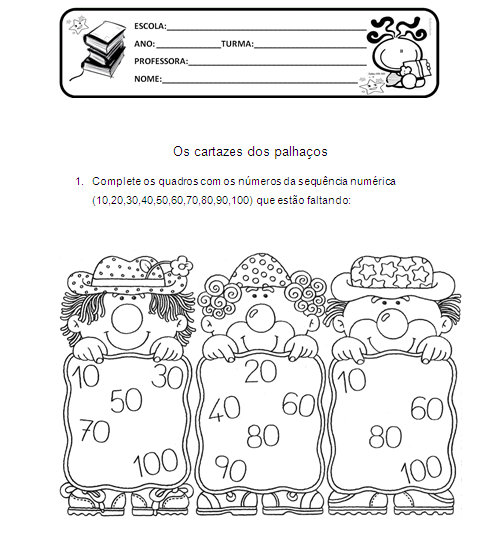 ESCOLA:
ANO: TURMA:
PROFESSORA:
NOME:
Os cartazes dos palhaços
1. Complete os quadros com os números da sequência numérica
(10,20,30,40,50,60,70,80,90,100) que estão faltando:
10 30
50
70
100
20
40 60
80
90
10
60
80
100